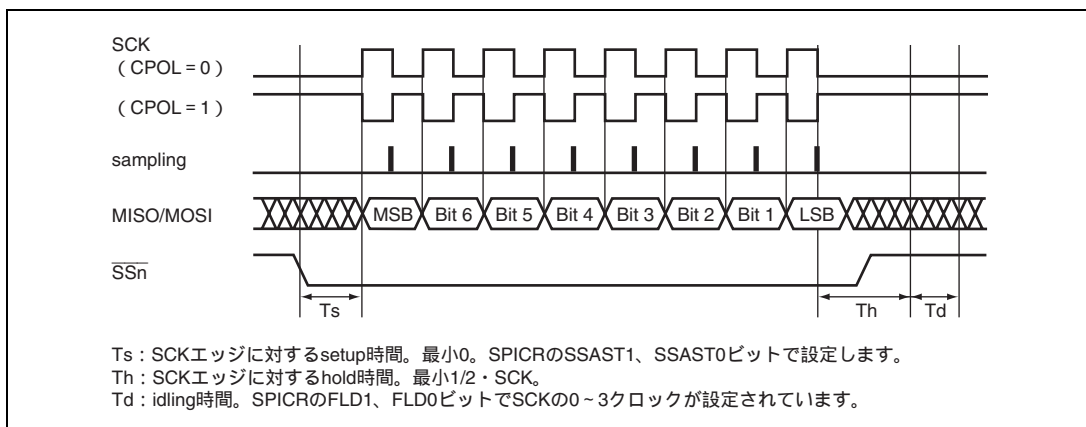 SCK
（CPOL＝0）
（CPOL＝1）
sampling
MISO/MOSI
MSB Bit 6 Bit 5 Bit 4 Bit 3 Bit 2 Bit 1 LSB
SSn
Ts Th Td
Ts：SCKエッジに対するsetup時間。最小0。SPICRのSSAST1、SSAST0ビットで設定します。
Th：SCKエッジに対するhold時間。最小1/2・SCK。
Td：idling時間。SPICRのFLD1、FLD0ビットでSCKの0～3クロックが設定されています。